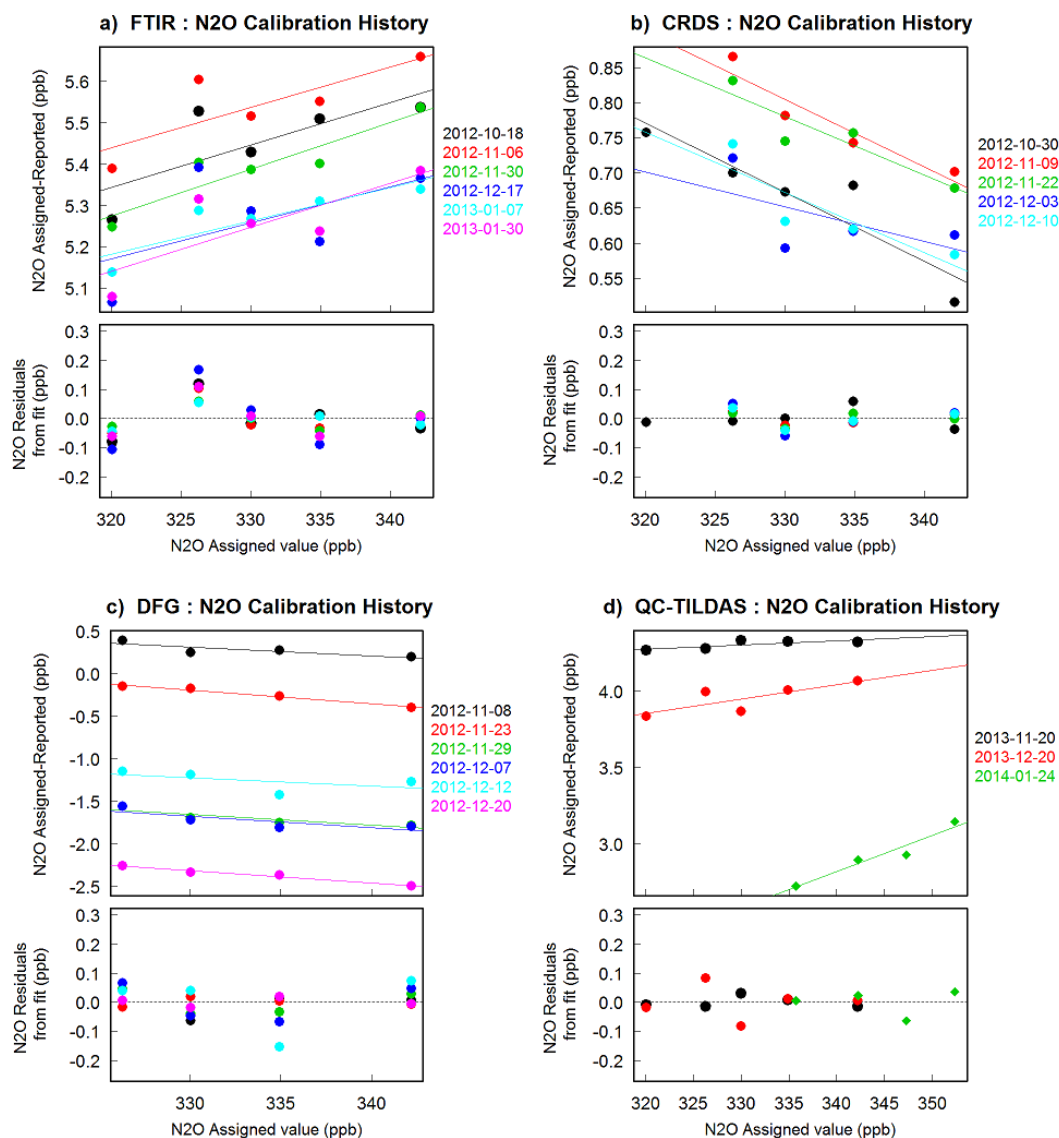 a)  FTIR : N2O Calibration History
N2O Assigned-Reported (ppb)
5.6
5.5
5.4
5.3
5.2
5.1
2012-10-18
2012-11-06
2012-11-30
2012-12-17
2013-01-07
2013-01-30
N2O Residuals
from fit (ppb)
0.3
0.2
0.1
0.0
-0.1
-0.2
320 325 330 335 340
N2O Assigned value (ppb)
b)  CRDS : N2O Calibration History
N2O Assigned-Reported (ppb)
0.85
0.80
0.75
0.70
0.65
0.60
0.55
2012-10-30
2012-11-09
2012-11-22
2012-12-03
2012-12-10
N2O Residuals
from fit (ppb)
0.3
0.2
0.1
0.0
-0.1
-0.2
320 325 330 335 340
N2O Assigned value (ppb)
c)  DFG : N2O Calibration History
N2O Assigned-Reported (ppb)
0.5
0.0
-0.5
-1.0
-1.5
-2.0
-2.5
2012-11-08
2012-11-23
2012-11-29
2012-12-07
2012-12-12
2012-12-20
N2O Residuals
from fit (ppb)
0.3
0.2
0.1
0.0
-0.1
-0.2
330 335 340
N2O Assigned value (ppb)
d)  QC-TILDAS : N2O Calibration History
N2O Assigned-Reported (ppb)
4.0
3.5
3.0
2013-11-20
2013-12-20
2014-01-24
N2O Residuals
from fit (ppb)
0.3
0.2
0.1
0.0
-0.1
-0.2
320 325 330 335 340 345 350
N2O Assigned value (ppb)